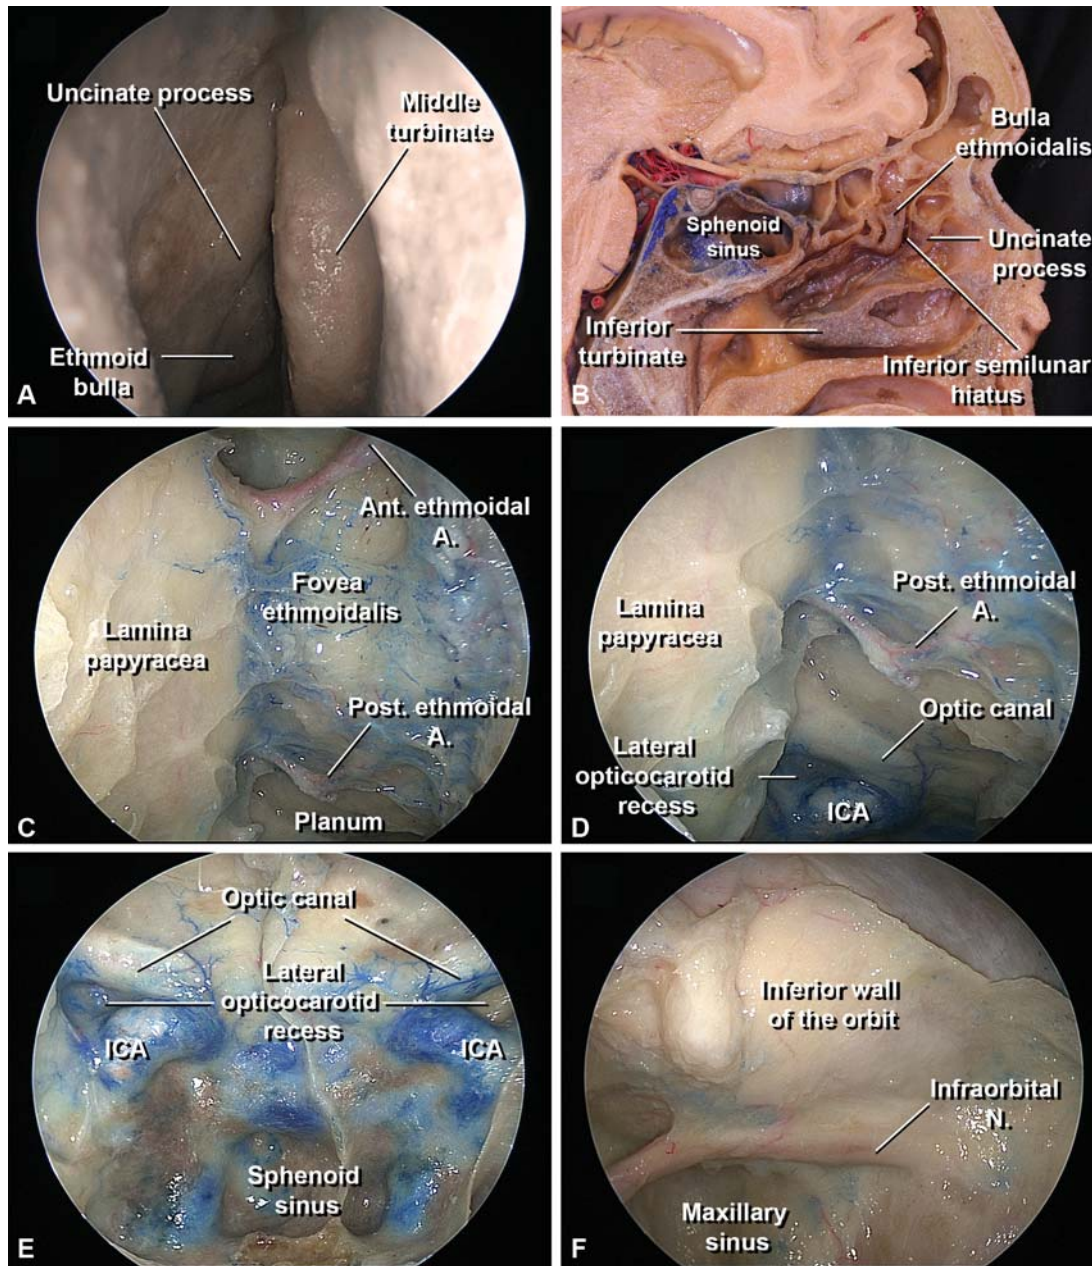 Uncinate process
Middle
turbinate
Ethmoid
bulla
A
Bulla
ethmoidalis
Sphenoid
sinus
Uncinate
process
Inferior
turbinate
Inferior semilunar
hiatus
B
Ant. ethmoidal
A.
Fovea
ethmoidalis
Lamina
papyracea
Post. ethmoidal
A.
Planum
C
Lamina
papyracea
Post. ethmoidal
A.
Optic canal
Lateral
opticocarotid
recess
ICA
D
Optic canal
Lateral
opticocarotid
recess
ICA
ICA
Sphenoid
sinus
E
Inferior wall
of the orbit
Infraorbital
N.
Maxillary
sinus
F